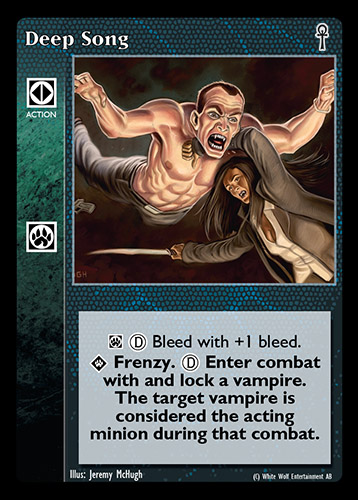 Deep Song
ACTION
GH
Ⓓ Bleed with +1 bleed.
Frenzy. Ⓓ Enter combat
with and lock a vampire.
The target vampire is
considered the acting
minion during that combat.
Illus: Jeremy McHugh
(C) White Wolf Entertainment AB